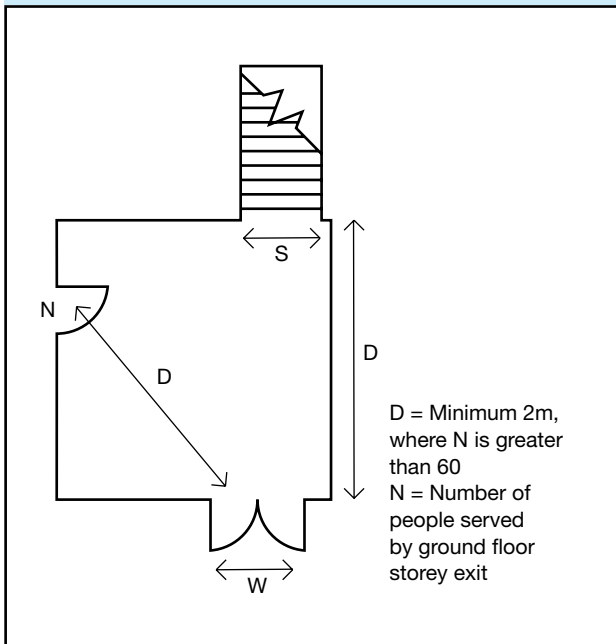 S
N
D
D
D = Minimum 2m,
where N is greater
than 60
N = Number of
people served
by ground floor
storey exit
W